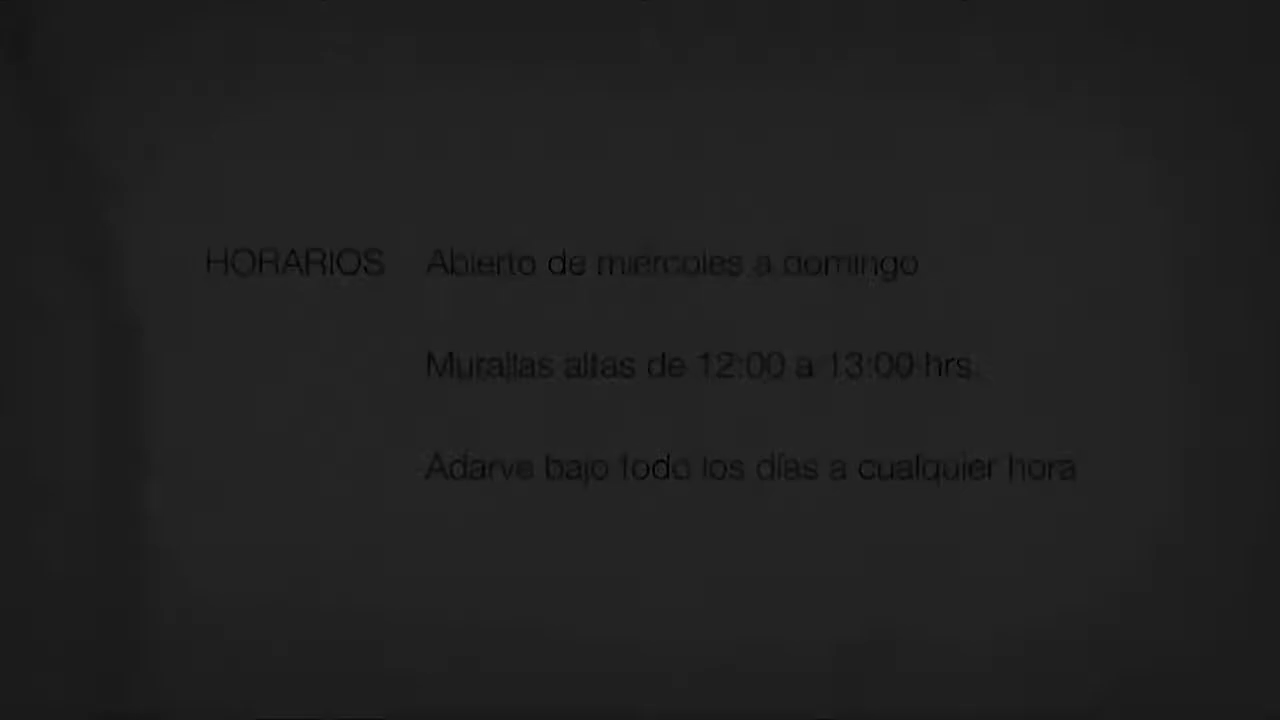 HORARIOS Abierto de miércoles a domingo
Murallas altas de 12:00 a 13:00 hrs.
Adarve bajo todo los días a cualquier hora